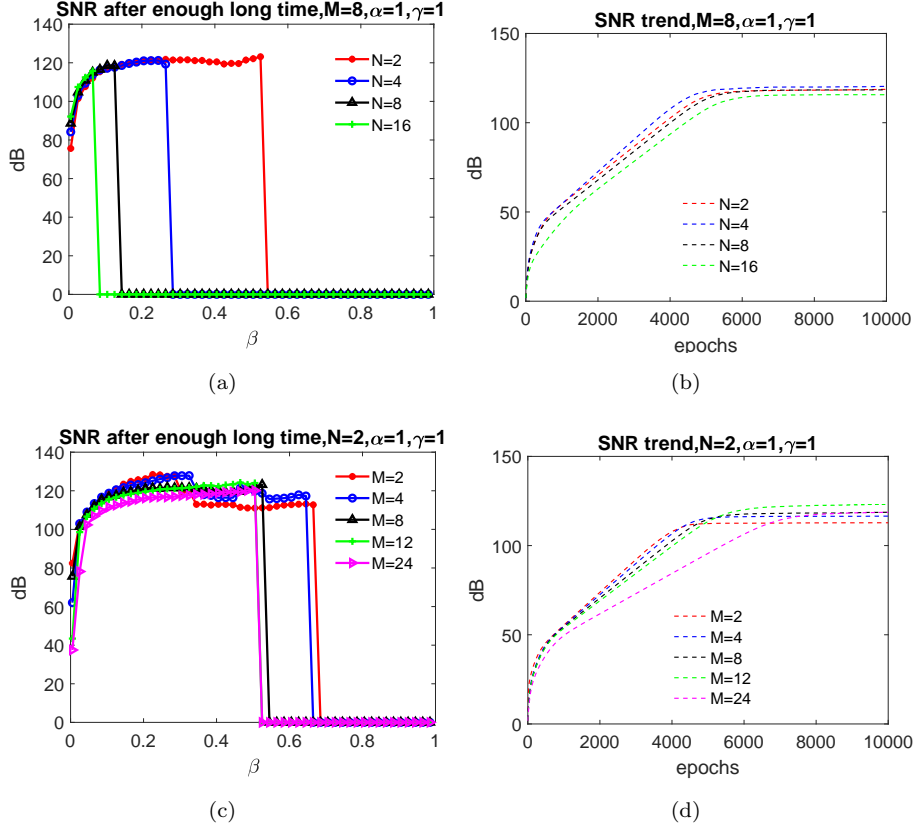 SNR after enough long time,M=8,α=1,γ=1
140
120
100
80
60
40
20
0
dB
0 0.2 0.4 0.6 0.8 1
β
N=2
N=4
N=8
N=16
(a)
SNR trend,M=8,α=1,γ=1
150
100
50
0
dB
0 2000 4000 6000 8000 10000
epochs
N=2
N=4
N=8
N=16
(b)
SNR after enough long time,N=2,α=1,γ=1
140
120
100
80
60
40
20
0
dB
0 0.2 0.4 0.6 0.8 1
β
M=2
M=4
M=8
M=12
M=24
(c)
SNR trend,N=2,α=1,γ=1
150
100
50
0
dB
0 2000 4000 6000 8000 10000
epochs
M=2
M=4
M=8
M=12
M=24
(d)